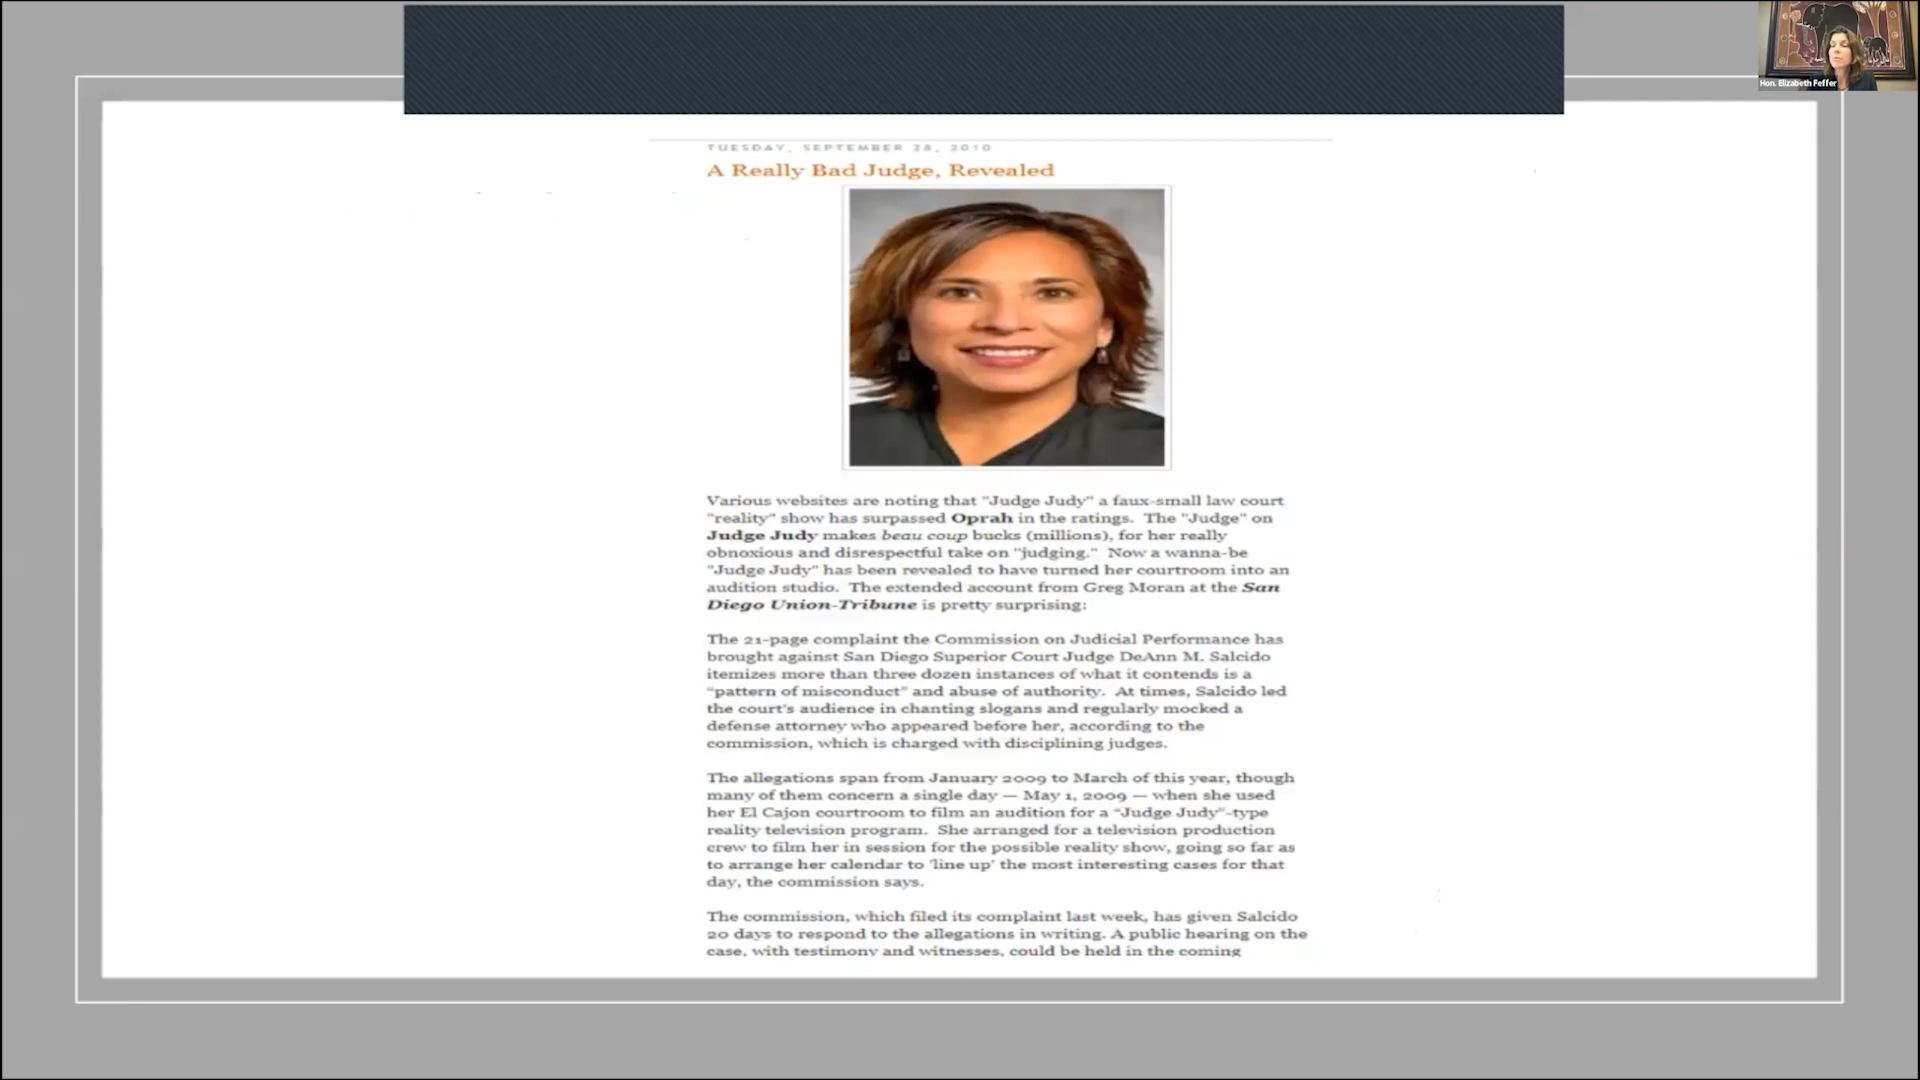 Hon. Elizabeth Feffer
TUESDAY, SEPTEMBER 28, 2010
A Really Bad Judge, Revealed
Various websites are noting that "Judge Judy" a faux-small law court
"reality" show has surpassed Oprah in the ratings. The "Judge" on
Judge Judy makes beau coup bucks (millions), for her really
obnoxious and disrespectful take on "judging." Now a wanna-be
"Judge Judy" has been revealed to have turned her courtroom into an
audition studio. The extended account from Greg Moran at the San
Diego Union-Tribune is pretty surprising:
The 21-page complaint the Commission on Judicial Performance has
brought against San Diego Superior Court Judge DeAnn M. Salcido
itemizes more than three dozen instances of what it contends is a
"pattern of misconduct" and abuse of authority. At times, Salcido led
the court's audience in chanting slogans and regularly mocked a
defense attorney who appeared before her, according to the
commission, which is charged with disciplining judges.
The allegations span from January 2009 to March of this year, though
many of them concern a single day — May 1, 2009 — when she used
her El Cajon courtroom to film an audition for a "Judge Judy"-type
reality television program. She arranged for a television production
crew to film her in session for the possible reality show, going so far as
to arrange her calendar to 'line up' the most interesting cases for that
day, the commission says.
The commission, which filed its complaint last week, has given Salcido
20 days to respond to the allegations in writing. A public hearing on the
case, with testimony and witnesses, could be held in the coming